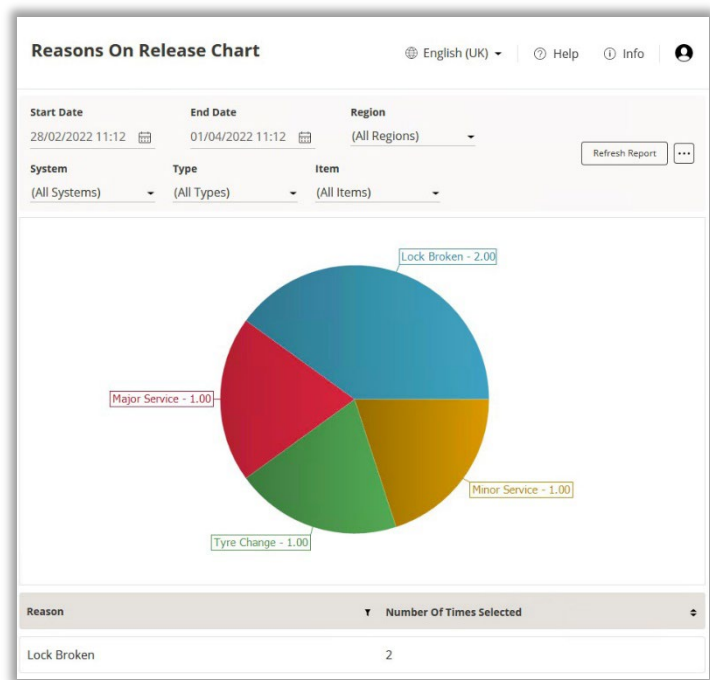 Reasons On Release Chart
English (UK)
Help
Info
Start Date
End Date
Region
28/02/2022 11:12
01/04/2022 11:12
(All Regions)
Refresh Report
...
System
Type
Item
(All Systems)
(All Types)
(All Items)
Lock Broken - 2.00
Major Service - 1.00
Minor Service - 1.00
Tyre Change - 1.00
Reason
Number Of Times Selected
Lock Broken
2